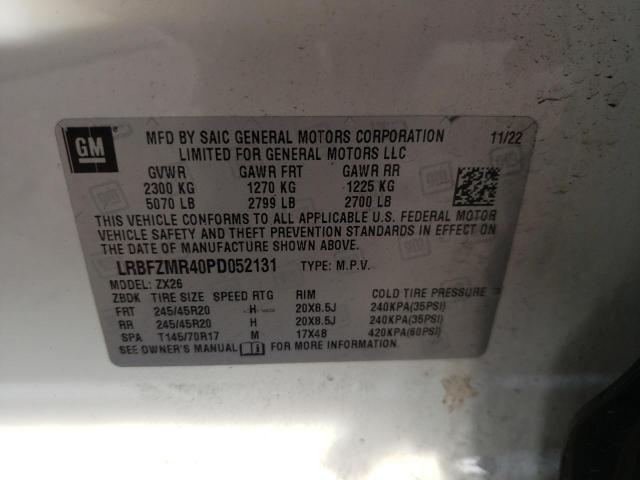 GM
MFD BY SAIC GENERAL MOTORS CORPORATION 11/22
LIMITED FOR GENERAL MOTORS LLC
GVWR GAWR FRT GAWR RR
2300 KG 1270 KG 1225 KG
5070 LB 2799 LB 2700 LB
THIS VEHICLE CONFORMS TO ALL APPLICABLE U.S. FEDERAL MOTOR
VEHICLE SAFETY AND THEFT PREVENTION STANDARDS IN EFFECT ON
THE DATE OF MANUFACTURE SHOWN ABOVE.
LRBFZMR40PD052131 TYPE: M.P.V.
MODEL: ZX26
ZBDK TIRE SIZE SPEED RTG RIM COLD TIRE PRESSURE
FRT 245/45R20 H 20X8.5J 240KPA(35PSI)
RR 245/45R20 H 20X8.5J 240KPA(35PSI)
SPA T145/70R17 M 17X4B 420KPA(60PSI)
SEE OWNER'S MANUAL FOR MORE INFORMATION